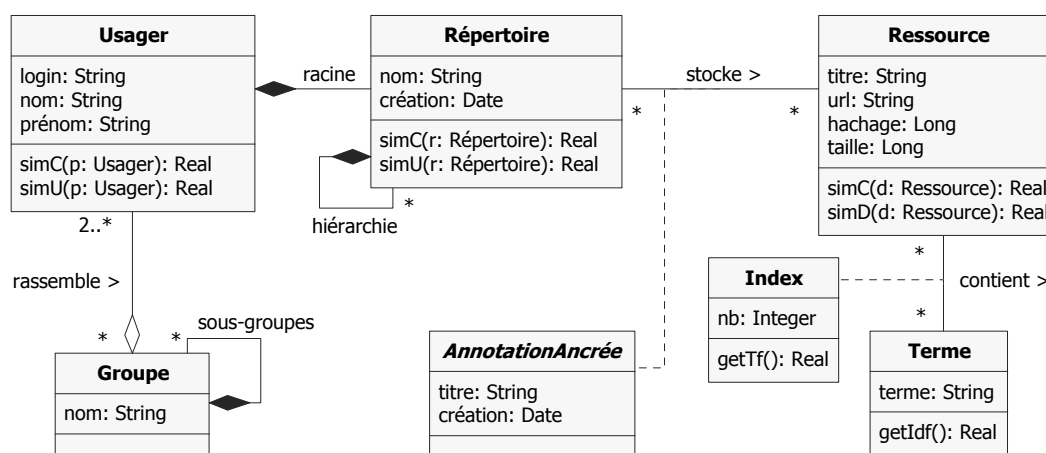 Usager
login: String
nom: String
prénom: String
simC(p: Usager): Real
simU(p: Usager): Real
racine
Répertoire
nom: String
création: Date
simC(r: Répertoire): Real
simU(r: Répertoire): Real
*
hiérarchie
stocke >
*
*
Ressource
titre: String
url: String
hachage: Long
taille: Long
simC(d: Ressource): Real
simD(d: Ressource): Real
2..*
rassemble >
*
*
sous-groupes
Groupe
nom: String
AnnotationAncrée
titre: String
création: Date
Index
nb: Integer
getTf(): Real
*
contient >
*
Terme
terme: String
getIdf(): Real